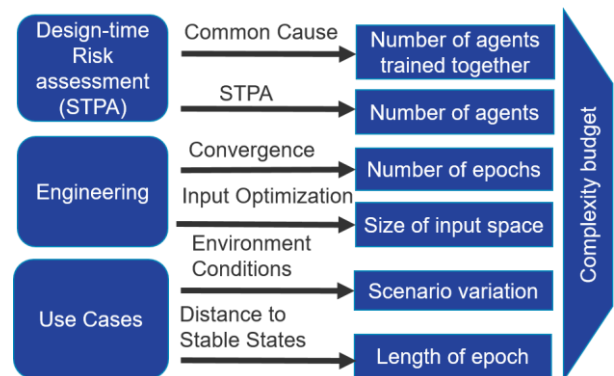 Design-time
Risk
assessment
(STPA)
Common Cause
Number of agents
trained together
STPA
Number of agents
Engineering
Convergence
Number of epochs
Input Optimization
Size of input space
Use Cases
Environment
Conditions
Scenario variation
Distance to
Stable States
Length of epoch
Complexity budget